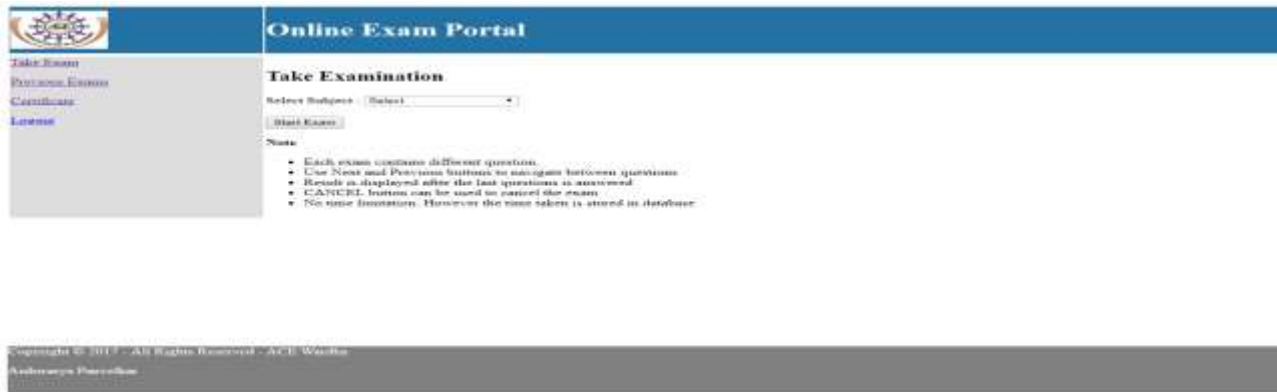 Online Exam Portal
Take Exam
Previous Exams
Certificate
Logout
Take Examination
Select Subject : Select
Start Exam
Note
Each exam contains different question.
Use Next and Previous buttons to navigate between questions
Result is displayed after the last questions is answered
CANCEL button can be used to cancel the exam
No time limitation. However the time taken is stored in database
Copyright © 2017 - All Rights Reserved - ACE Wardha